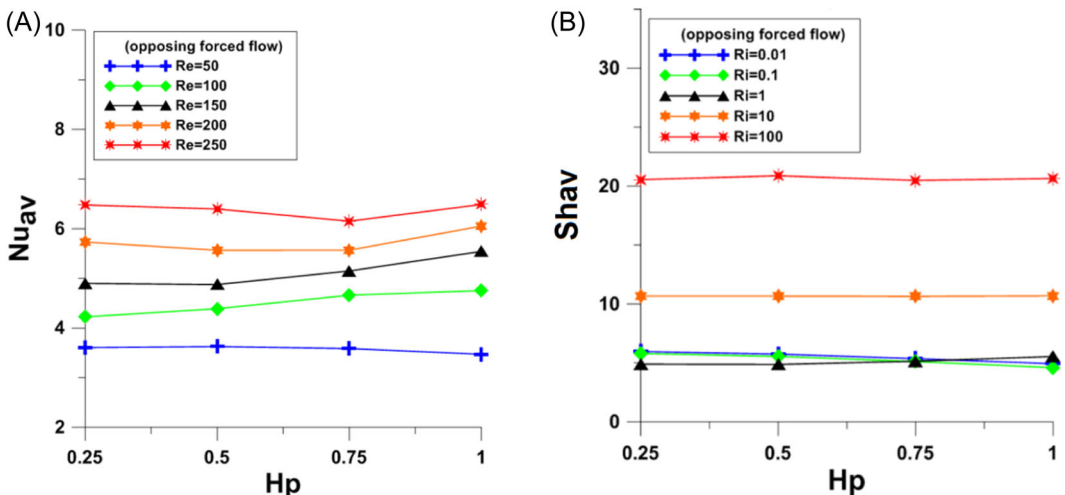 (A)
10
8
6
4
2
Nuav
(opposing forced flow)
Re=50
Re=100
Re=150
Re=200
Re=250
0.25
0.5
0.75
1
Hp
(B)
30
20
10
0
Shav
(opposing forced flow)
Ri=0.01
Ri=0.1
Ri=1
Ri=10
Ri=100
0.25
0.5
0.75
1
Hp